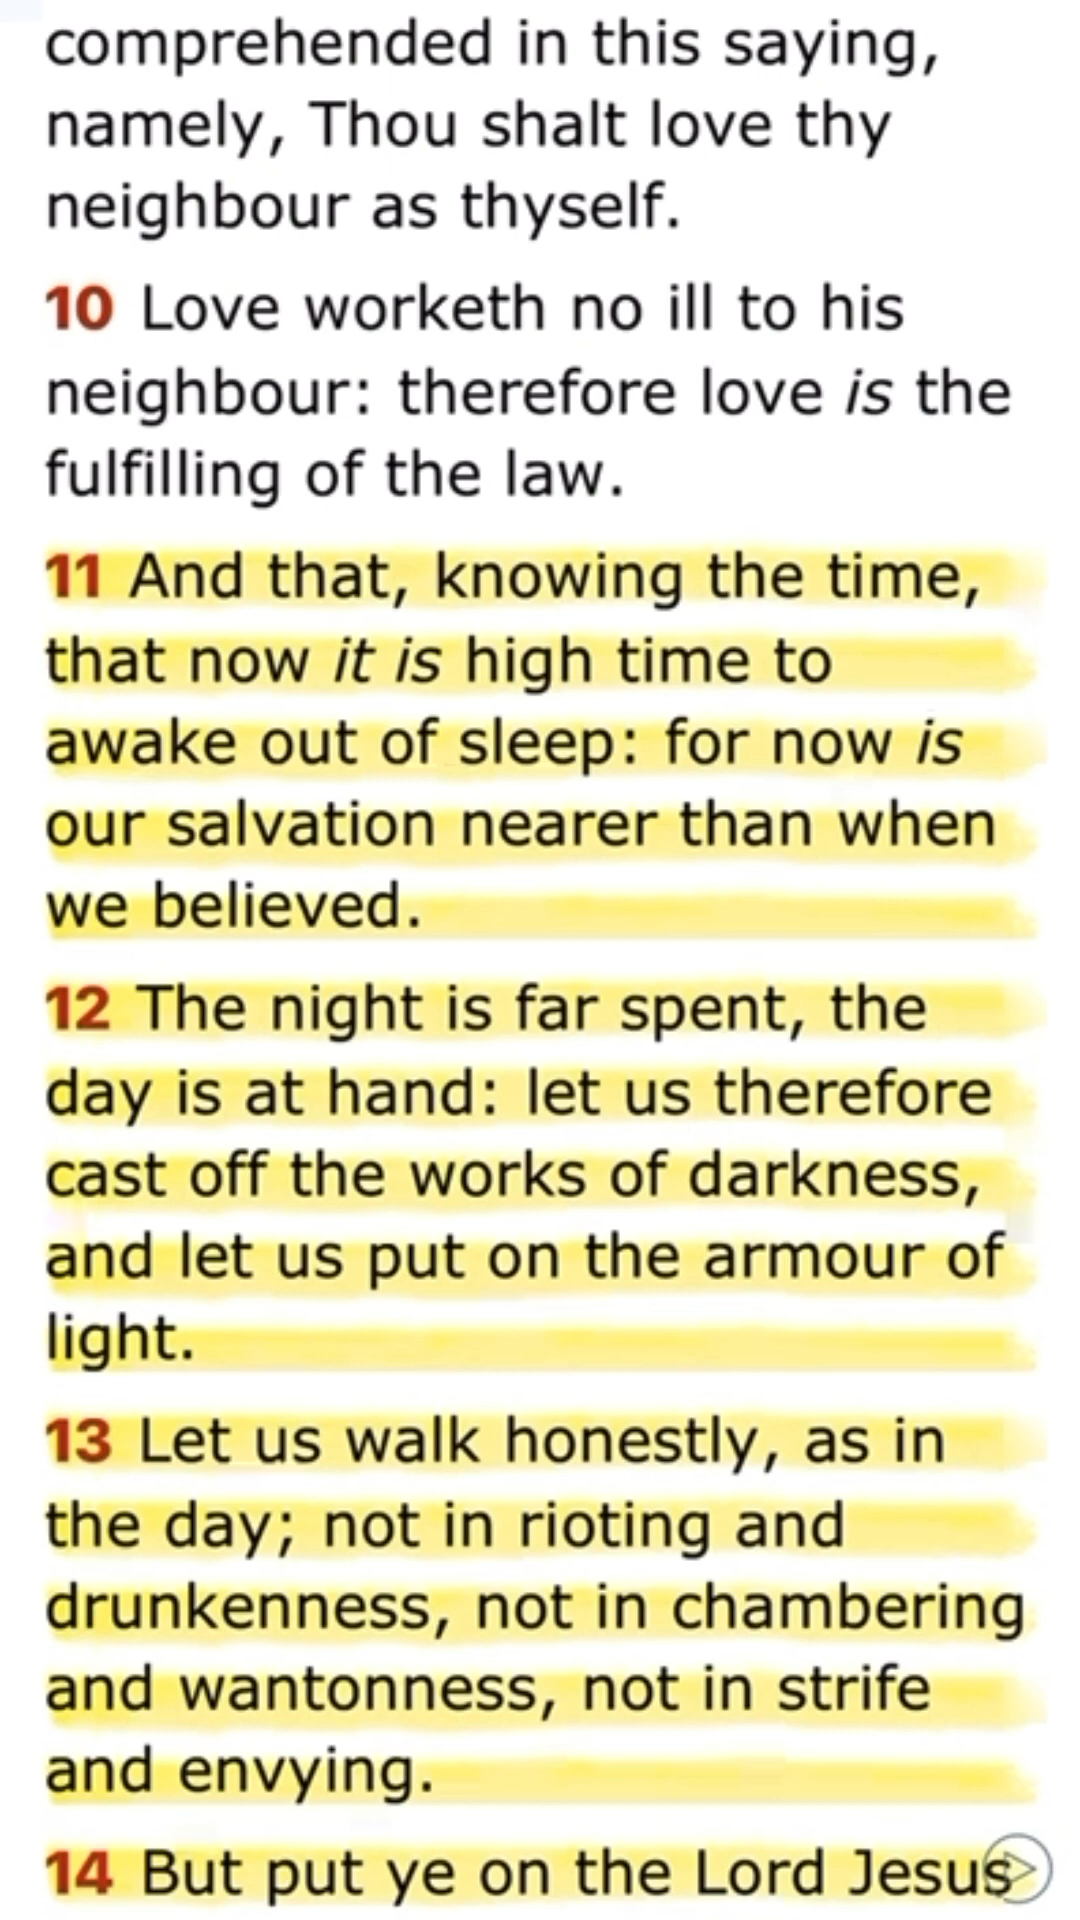 comprehended in this saying,
namely, Thou shalt love thy
neighbour as thyself.
10 Love worketh no ill to his
neighbour: therefore love is the
fulfilling of the law.
11 And that, knowing the time,
that now it is high time to
awake out of sleep: for now is
our salvation nearer than when
we believed.
12 The night is far spent, the
day is at hand: let us therefore
cast off the works of darkness,
and let us put on the armour of
light.
13 Let us walk honestly, as in
the day; not in rioting and
drunkenness, not in chambering
and wantonness, not in strife
and envying.
14 But put ye on the Lord Jesus